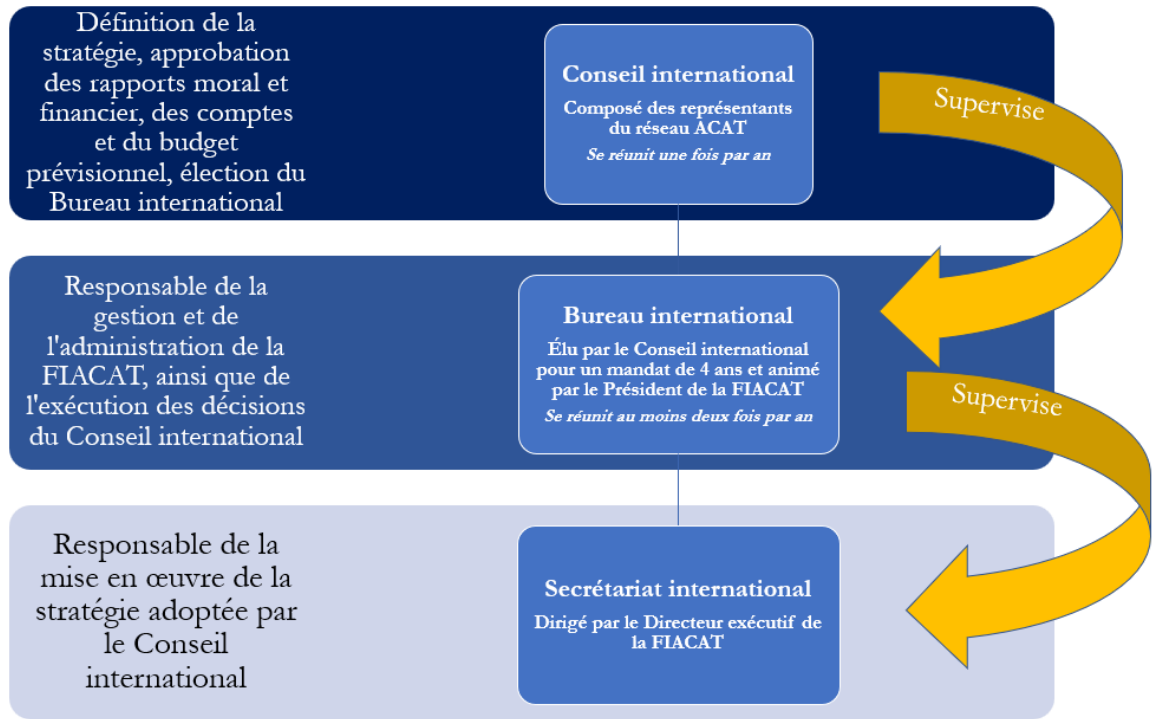 Définition de la
stratégie, approbation
des rapports moral et
financier, des comptes
et du budget
prévisionnel, élection du
Bureau international
Conseil international
Composé des représentants
du réseau ACAT
Se réunit une fois par an
Supervise
Responsable de la
gestion et de
l'administration de la
FIACAT, ainsi que de
l'exécution des décisions
du Conseil international
Bureau international
Élu par le Conseil international
pour un mandat de 4 ans et animé
par le Président de la FIACAT
Se réunit au moins deux fois par an
Supervise
Responsable de la
mise en œuvre de la
stratégie adoptée par
le Conseil
international
Secrétariat international
Dirigé par le Directeur exécutif de
la FIACAT